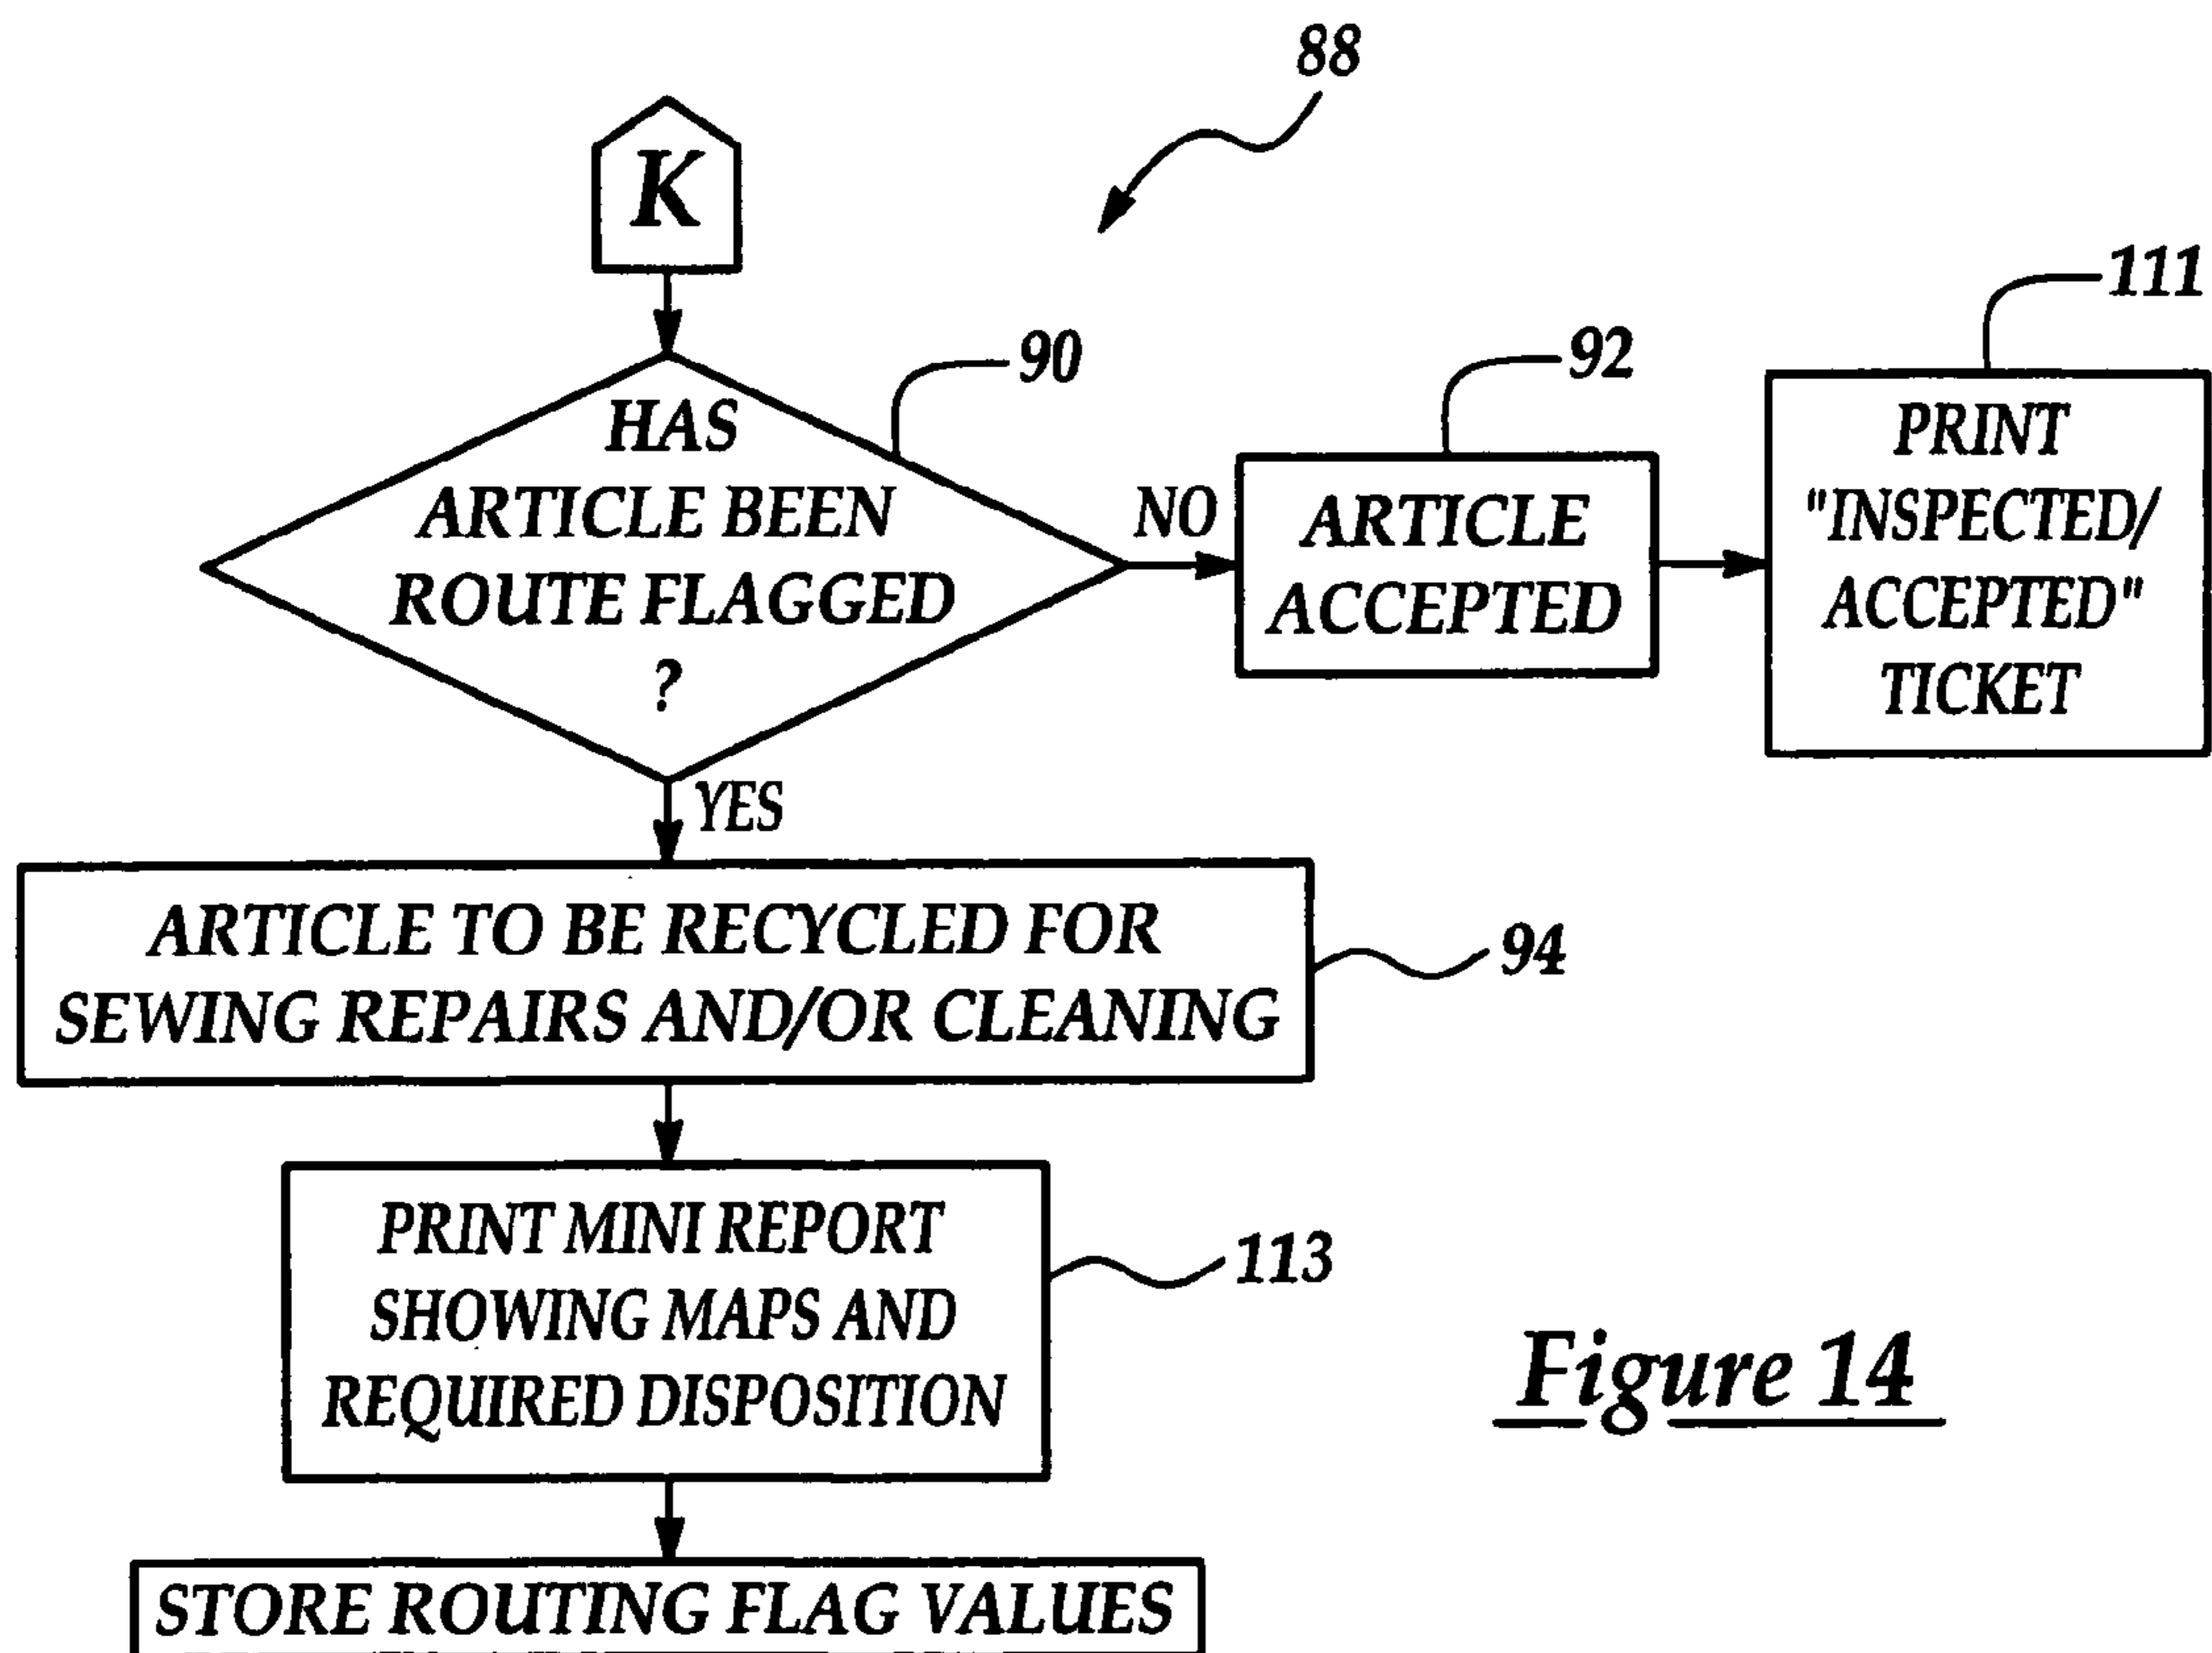 88
K
111
90
92
HAS
ARTICLE BEEN
ROUTE FLAGGED
?
NO
ARTICLE
ACCEPTED
PRINT
"INSPECTED/
ACCEPTED"
TICKET
YES
ARTICLE TO BE RECYCLED FOR
SEWING REPAIRS AND/OR CLEANING
94
PRINT MINI REPORT
SHOWING MAPS AND
REQUIRED DISPOSITION
113
Figure 14
STORE ROUTING FLAG VALUES